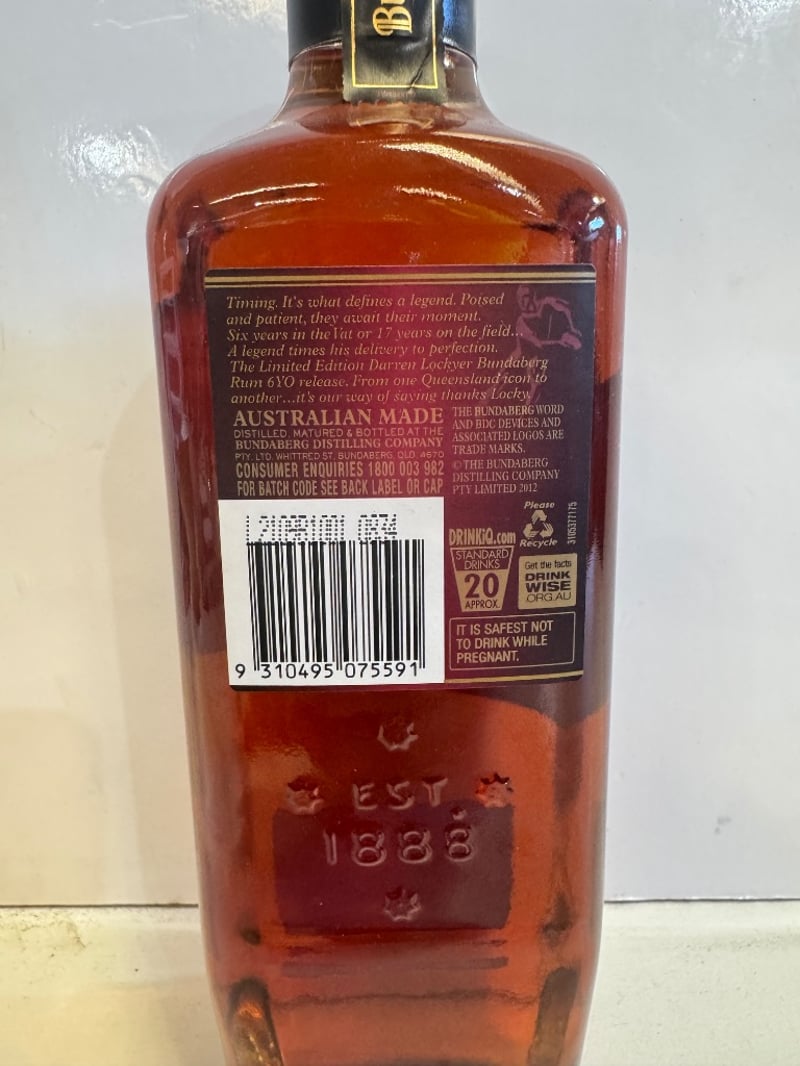 Timing. It's what defines a legend. Poised
and patient, they await their moment.
Six years in the Vat or 17 years on the field...
A legend times his delivery to perfection.
The Limited Edition Darren Lockyer Bundaberg
Rum 6YO release. From one Queensland icon to
another...it's our way of saying thanks Locky.
AUSTRALIAN MADE
DISTILLED, MATURED & BOTTLED AT THE
BUNDABERG DISTILLING COMPANY
PTY. LTD. WHITTRED ST. BUNDABERG, QLD. 4670
CONSUMER ENQUIRIES 1800 003 982
FOR BATCH CODE SEE BACK LABEL OR CAP
THE BUNDABERG WORD
AND BDC DEVICES AND
ASSOCIATED LOGOS ARE
TRADE MARKS.
© THE BUNDABERG
DISTILLING COMPANY
PTY LIMITED 2012
9 310495 075591
DRINKiQ.com
STANDARD
DRINKS
20
APPROX.
Please
Recycle
3105377175
Get the facts
DRINK
WISE
.ORG.AU
IT IS SAFEST NOT
TO DRINK WHILE
PREGNANT.
EST.
1888